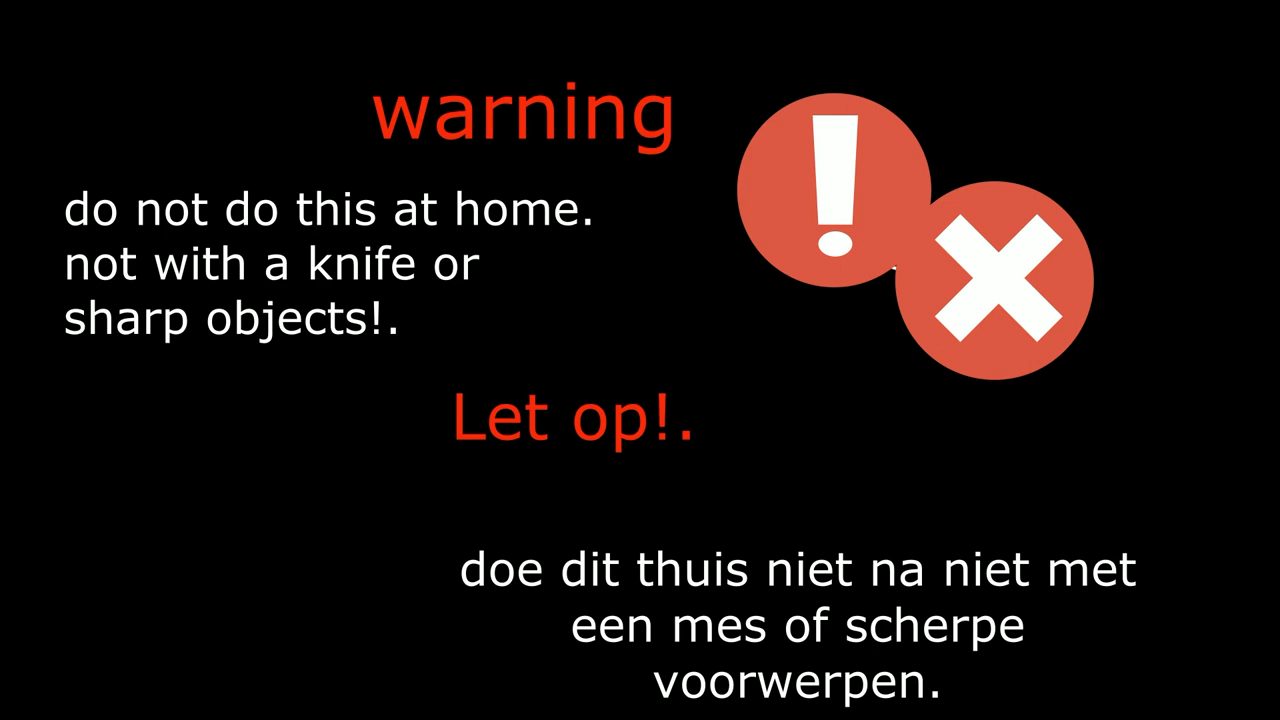 warning
do not do this at home.
not with a knife or
sharp objects!.
Let op!.
doe dit thuis niet na niet met
een mes of scherpe
voorwerpen.